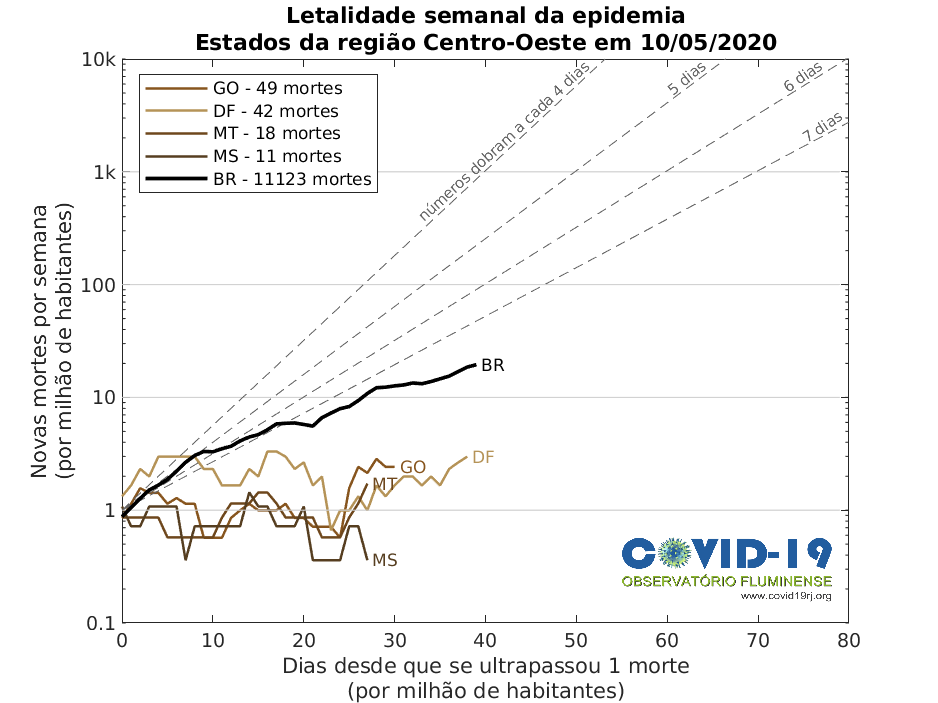 Letalidade semanal da epidemia
Estados da região Centro-Oeste em 10/05/2020
GO - 49 mortes
DF - 42 mortes
MT - 18 mortes
MS - 11 mortes
BR - 11123 mortes
números dobram a cada 4 dias
5 dias
6 dias
7 dias
Novas mortes por semana
(por milhão de habitantes)
10k
1k
100
10
1
0.1
BR
DF
GO
MT
MS
COVID-19
OBSERVATÓRIO FLUMINENSE
www.covid19rj.org
0 10 20 30 40 50 60 70 80
Dias desde que se ultrapassou 1 morte
(por milhão de habitantes)